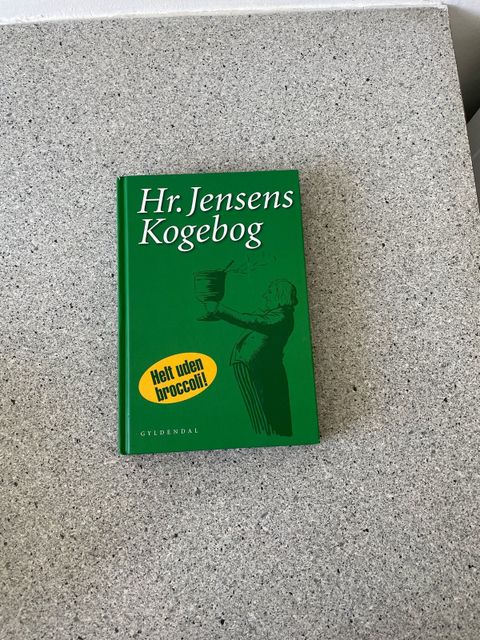 Hr. Jensens
Kogebog
Helt uden
broccoli!
GYLDENDAL